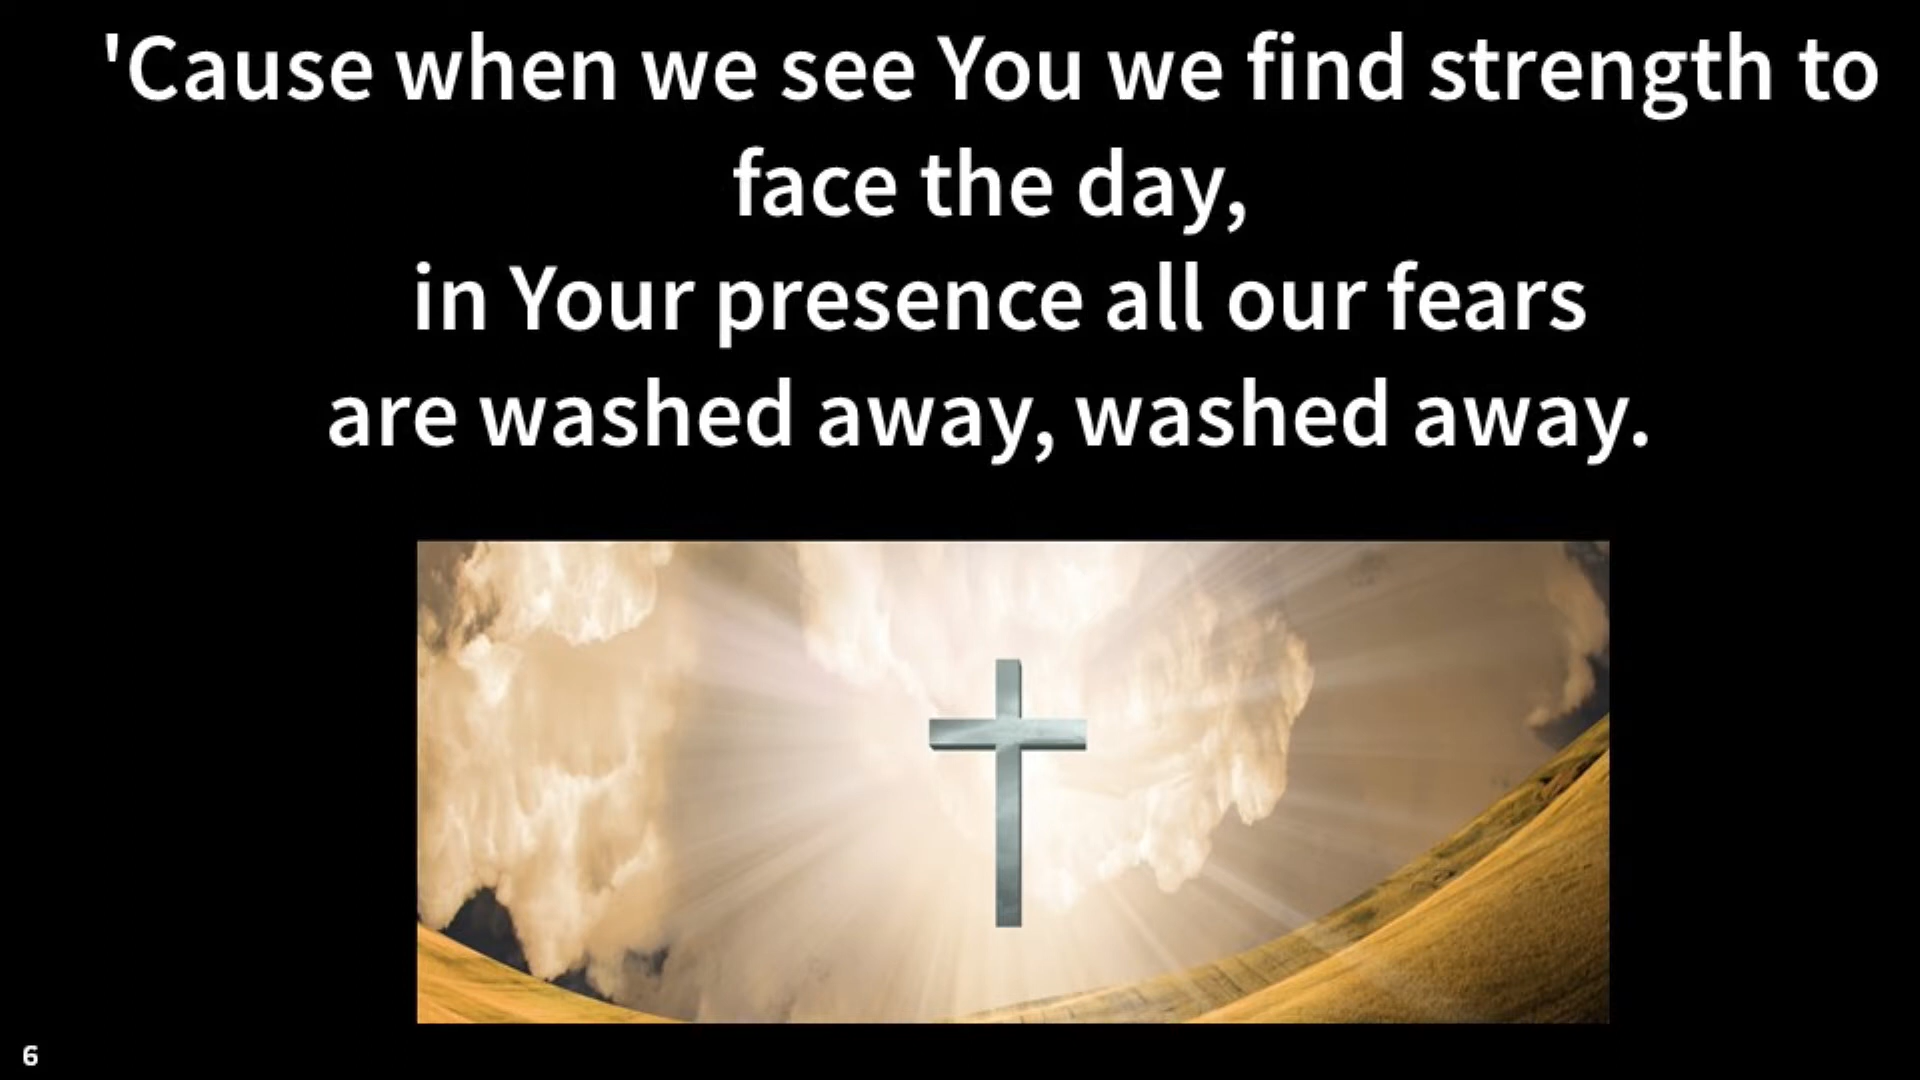 'Cause when we see You we find strength to
face the day,
in Your presence all our fears
are washed away, washed away.
6